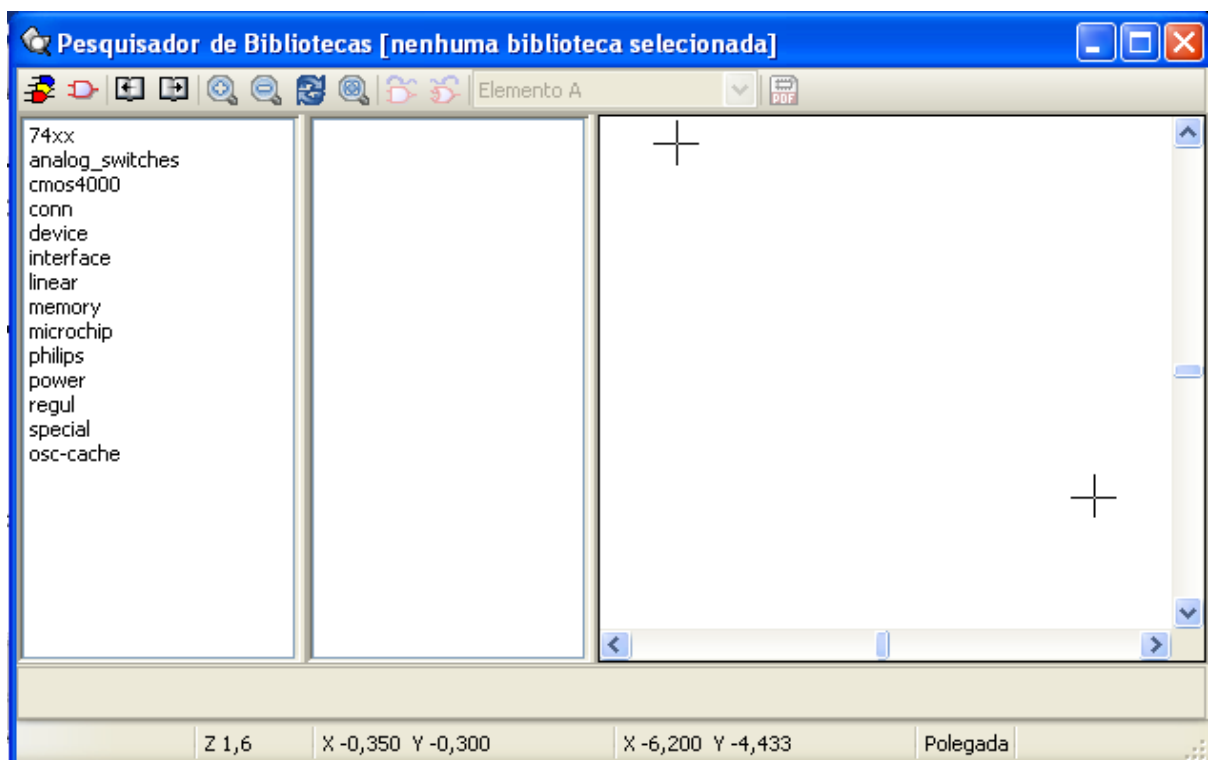 Pesquisador de Bibliotecas [nenhuma biblioteca selecionada]
Elemento A
PDF
74xx
analog_switches
cmos4000
conn
device
interface
linear
memory
microchip
philips
power
regul
special
osc-cache
Z 1,6 X -0,350 Y -0,300 X -6,200 Y -4,433 Polegada